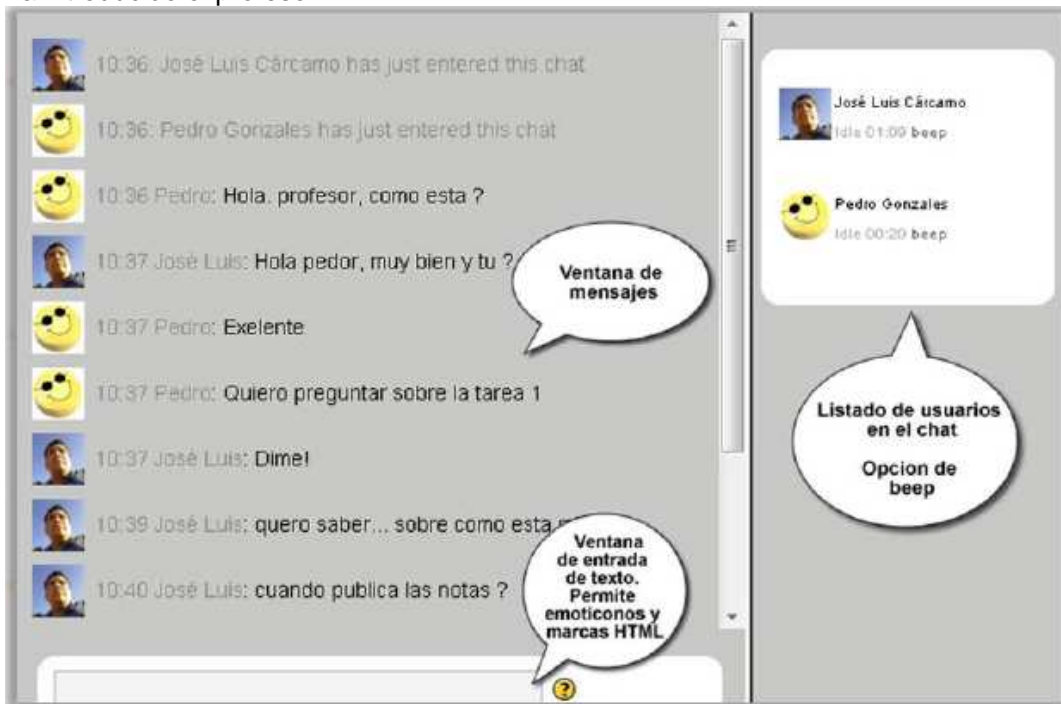 10:36: José Luis Cárcamo has just entered this chat
10:36: Pedro Gonzales has just entered this chat
10:36 Pedro: Hola. profesor, como esta ?
10:37 José Luis: Hola pedor, muy bien y tu ?
10:37 Pedro: Exelente
10:37 Pedro: Quiero preguntar sobre la tarea 1
10:37 José Luis: Dime!
10:39 José Luis: quero saber... sobre como esta
10:40 José Luis: cuando publica las notas ?
Ventana de
mensajes
Ventana
de entrada
de texto.
Permite
emoticonos y
marcas HTML
José Luis Cárcamo
Idle 01:09 beep
Pedro Gonzales
Idle 00:20 beep
Listado de usuarios
en el chat
Opcion de
beep
?